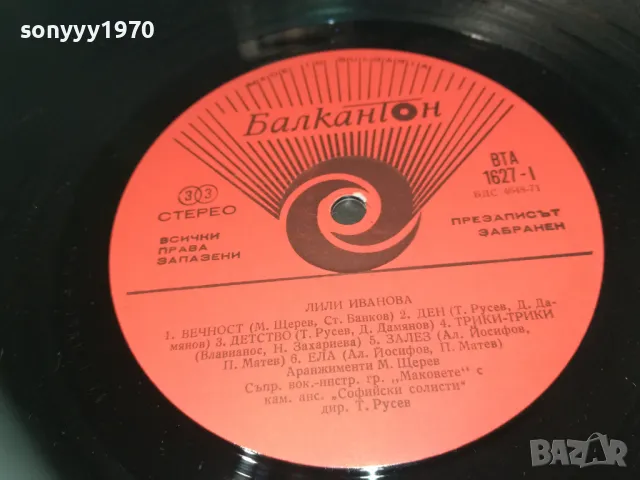 sonyyy1970
Балкантон
ВТА
1627-I
БДС 6548-71
33
СТЕРЕО
ВСИЧКИ
ПРАВА
ЗАПАЗЕНИ
ПРЕЗАПИСЪТ
ЗАБРАНЕН
ЛИЛИ ИВАНОВА
1. ВЕЧНОСТ (М. Щерев, Ст. Банков) 2. ДЕН (Т. Русев, Д. Да-
мянов) 3. ДЕТСТВО (Т. Русев, Д. Дамянов) 4. ТРИКИ-ТРИКИ
(Влавианос, Н. Захариева) 5. ЗАЛЕЗ (Ал. Йосифов,
П. Матев) 6. ЕЛА (Ал. Йосифов, П. Матев)
Аранжименти М. Щерев
Съпр. вок.-инстр. гр. „Маковете" с
кам. анс. „Софийски солисти"
дир. Т. Русев
BAZAR